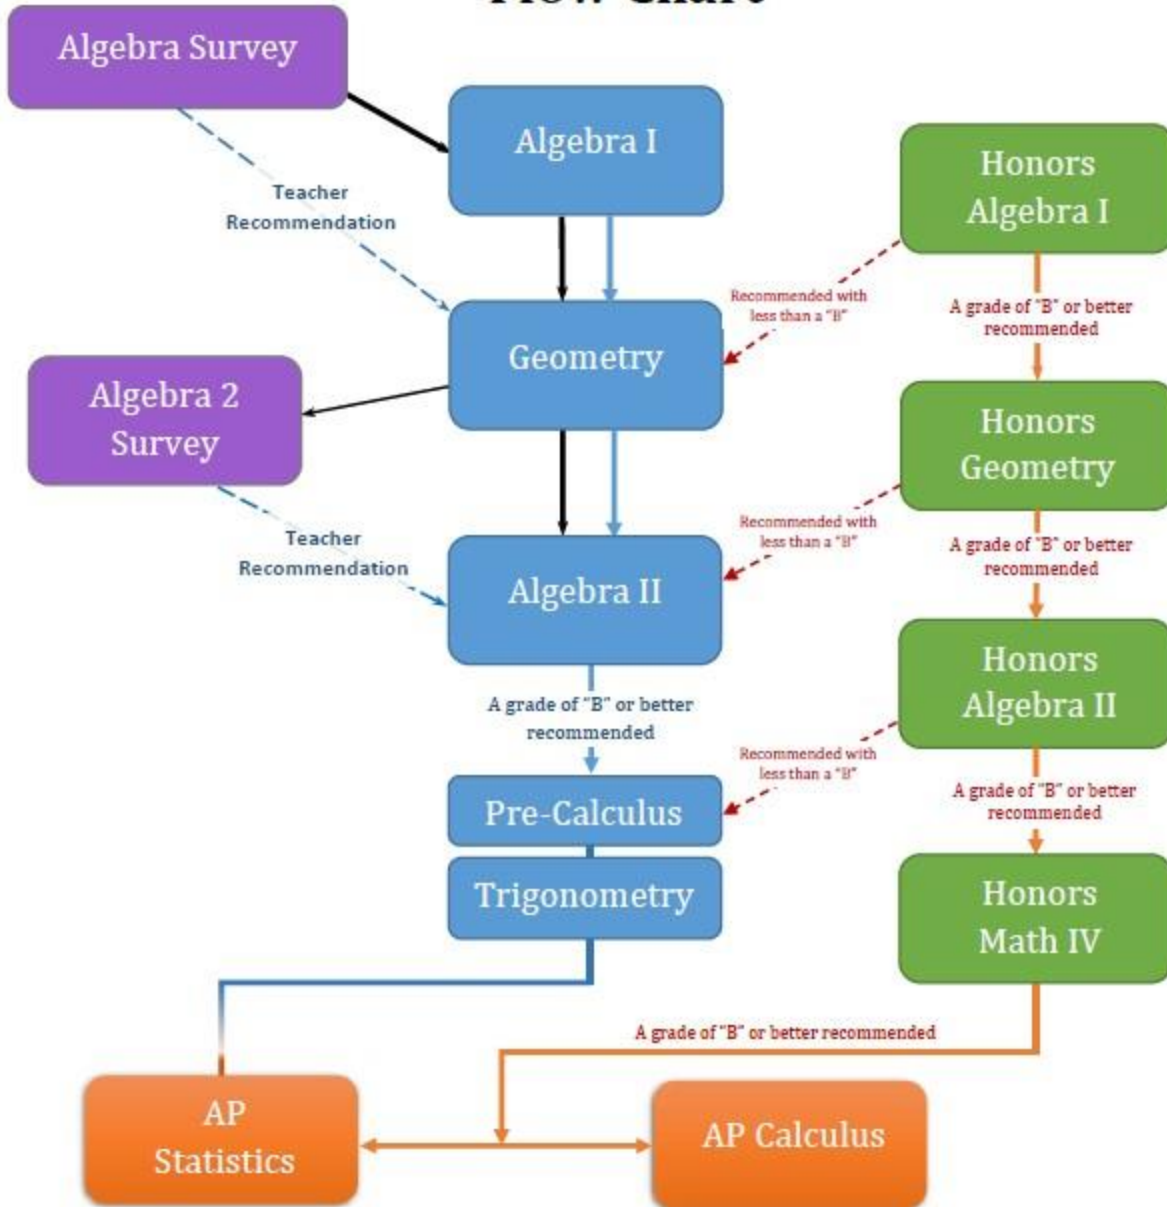 Flow Chart
Algebra Survey
Algebra I
Honors
Algebra I
Teacher
Recommendation
Recommended with
less than a "B"
A grade of "B" or better
recommended
Geometry
Algebra 2
Survey
Honors
Geometry
Teacher
Recommendation
Recommended with
less than a "B"
A grade of "B" or better
recommended
Algebra II
Honors
Algebra II
A grade of "B" or better
recommended
Recommended with
less than a "B"
A grade of "B" or better
recommended
Pre-Calculus
Trigonometry
Honors
Math IV
A grade of "B" or better recommended
AP
Statistics
AP Calculus